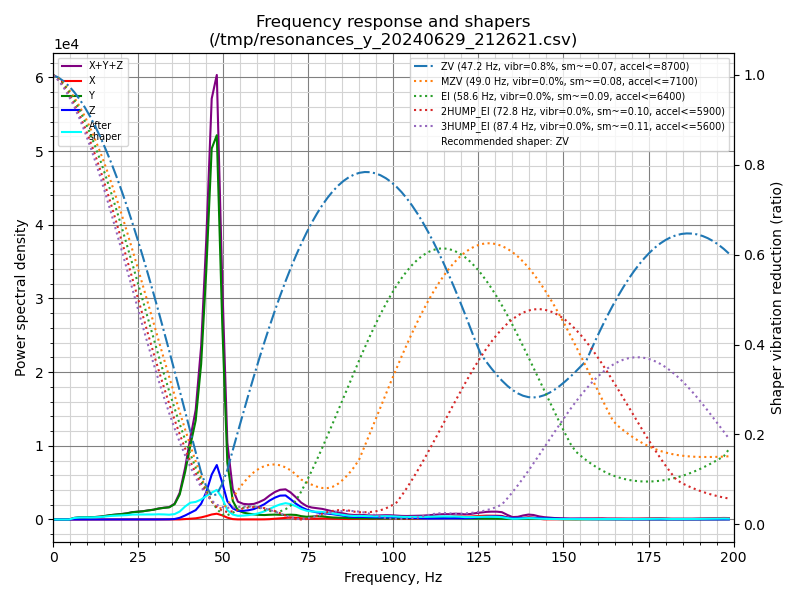 Frequency response and shapers
(/tmp/resonances_y_20240629_212621.csv)
1e4
X+Y+Z
X
Y
Z
After
shaper
ZV (47.2 Hz, vibr=0.8%, sm~=0.07, accel<=8700)
MZV (49.0 Hz, vibr=0.0%, sm~=0.08, accel<=7100)
EI (58.6 Hz, vibr=0.0%, sm~=0.09, accel<=6400)
2HUMP_EI (72.8 Hz, vibr=0.0%, sm~=0.10, accel<=5900)
3HUMP_EI (87.4 Hz, vibr=0.0%, sm~=0.11, accel<=5600)
Recommended shaper: ZV
6
5
4
3
2
1
0
Power spectral density
1.0
0.8
0.6
0.4
0.2
0.0
Shaper vibration reduction (ratio)
0 25 50 75 100 125 150 175 200
Frequency, Hz